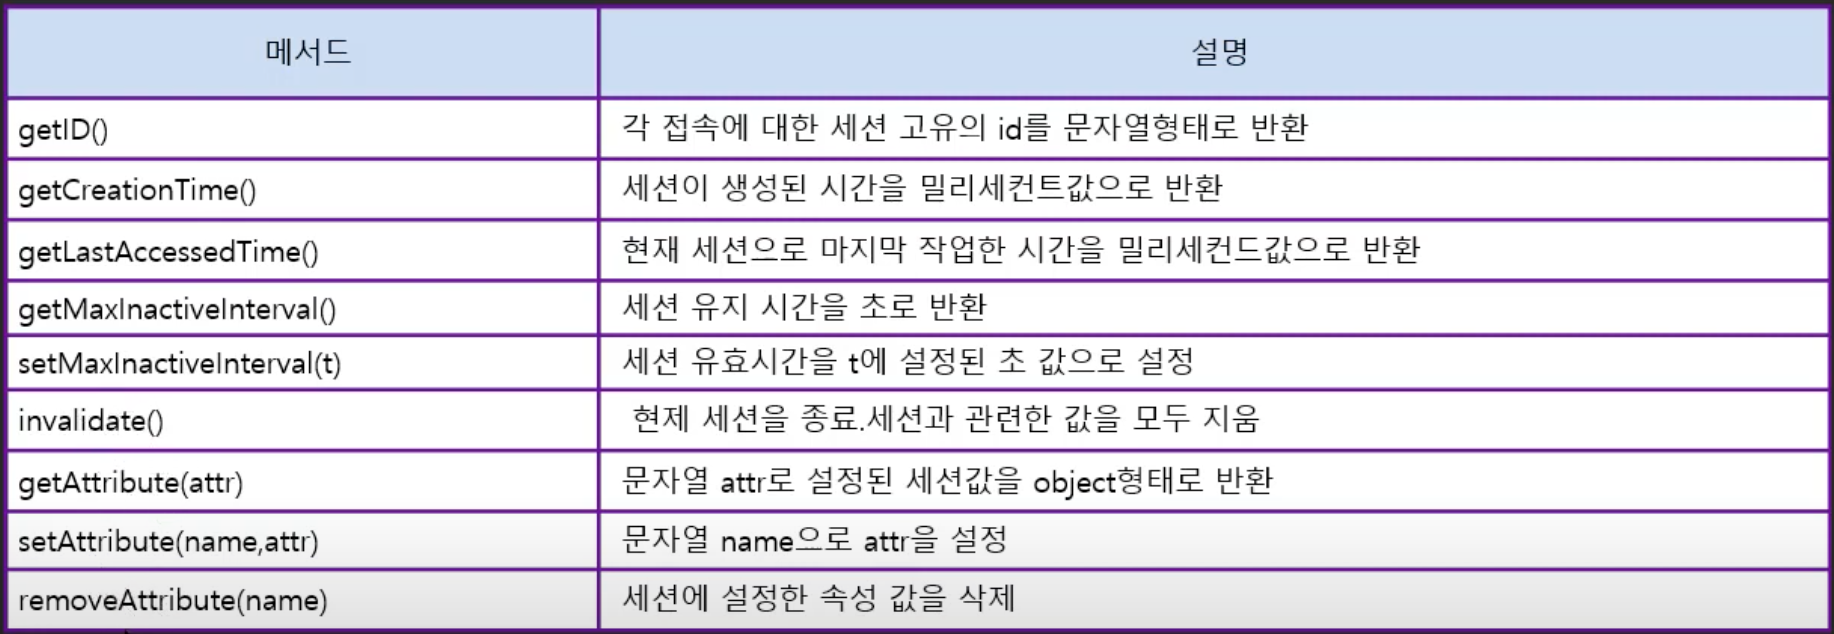 메서드 설명
getID() 각 접속에 대한 세션 고유의 id를 문자열형태로 반환
getCreationTime() 세션이 생성된 시간을 밀리세컨트값으로 반환
getLastAccessedTime() 현재 세션으로 마지막 작업한 시간을 밀리세컨드값으로 반환
getMaxInactiveInterval() 세션 유지 시간을 초로 반환
setMaxInactiveInterval(t) 세션 유효시간을 t에 설정된 초 값으로 설정
invalidate() 현제 세션을 종료.세션과 관련한 값을 모두 지움
getAttribute(attr) 문자열 attr로 설정된 세션값을 object형태로 반환
setAttribute(name,attr) 문자열 name으로 attr을 설정
removeAttribute(name) 세션에 설정한 속성 값을 삭제